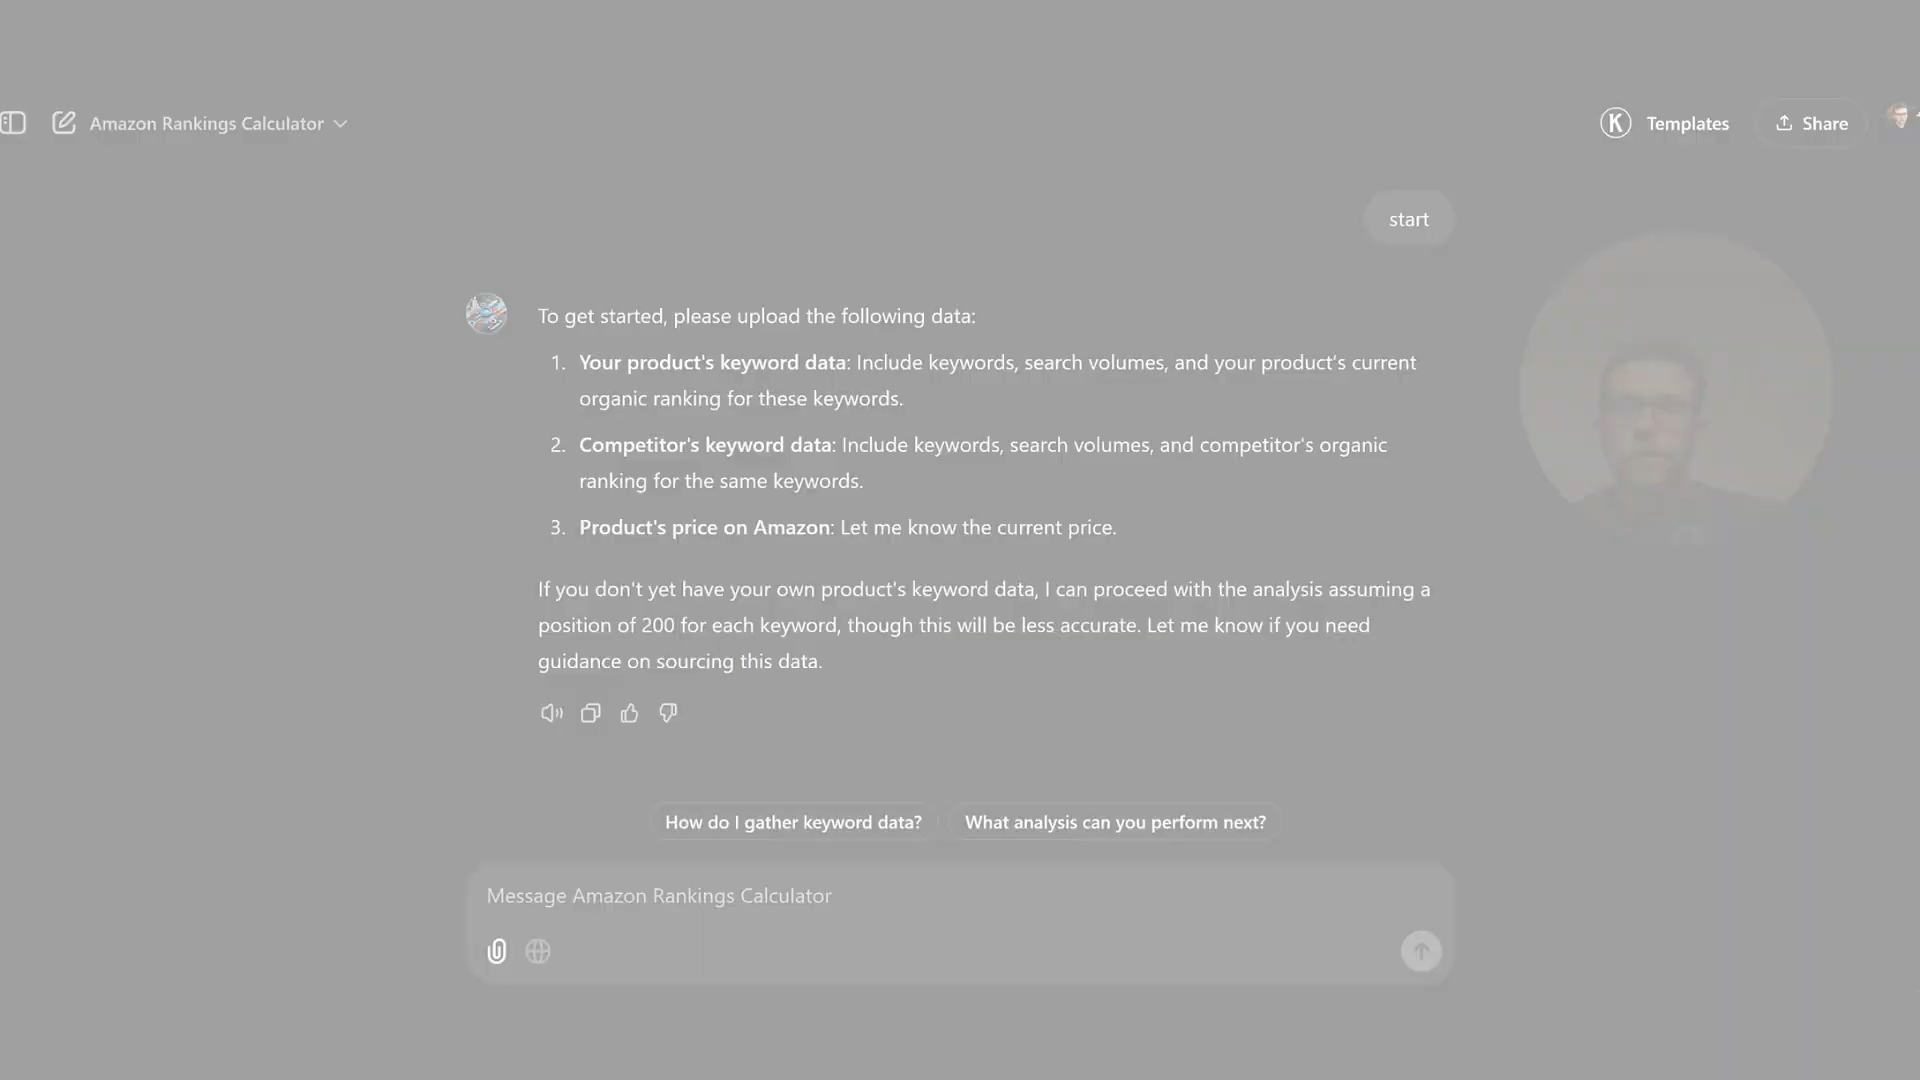 Amazon Rankings Calculator
K Templates
Share
start
To get started, please upload the following data:
1. Your product's keyword data: Include keywords, search volumes, and your product's current
organic ranking for these keywords.
2. Competitor's keyword data: Include keywords, search volumes, and competitor's organic
ranking for the same keywords.
3. Product's price on Amazon: Let me know the current price.
If you don't yet have your own product's keyword data, I can proceed with the analysis assuming a
position of 200 for each keyword, though this will be less accurate. Let me know if you need
guidance on sourcing this data.
How do I gather keyword data?
What analysis can you perform next?
Message Amazon Rankings Calculator